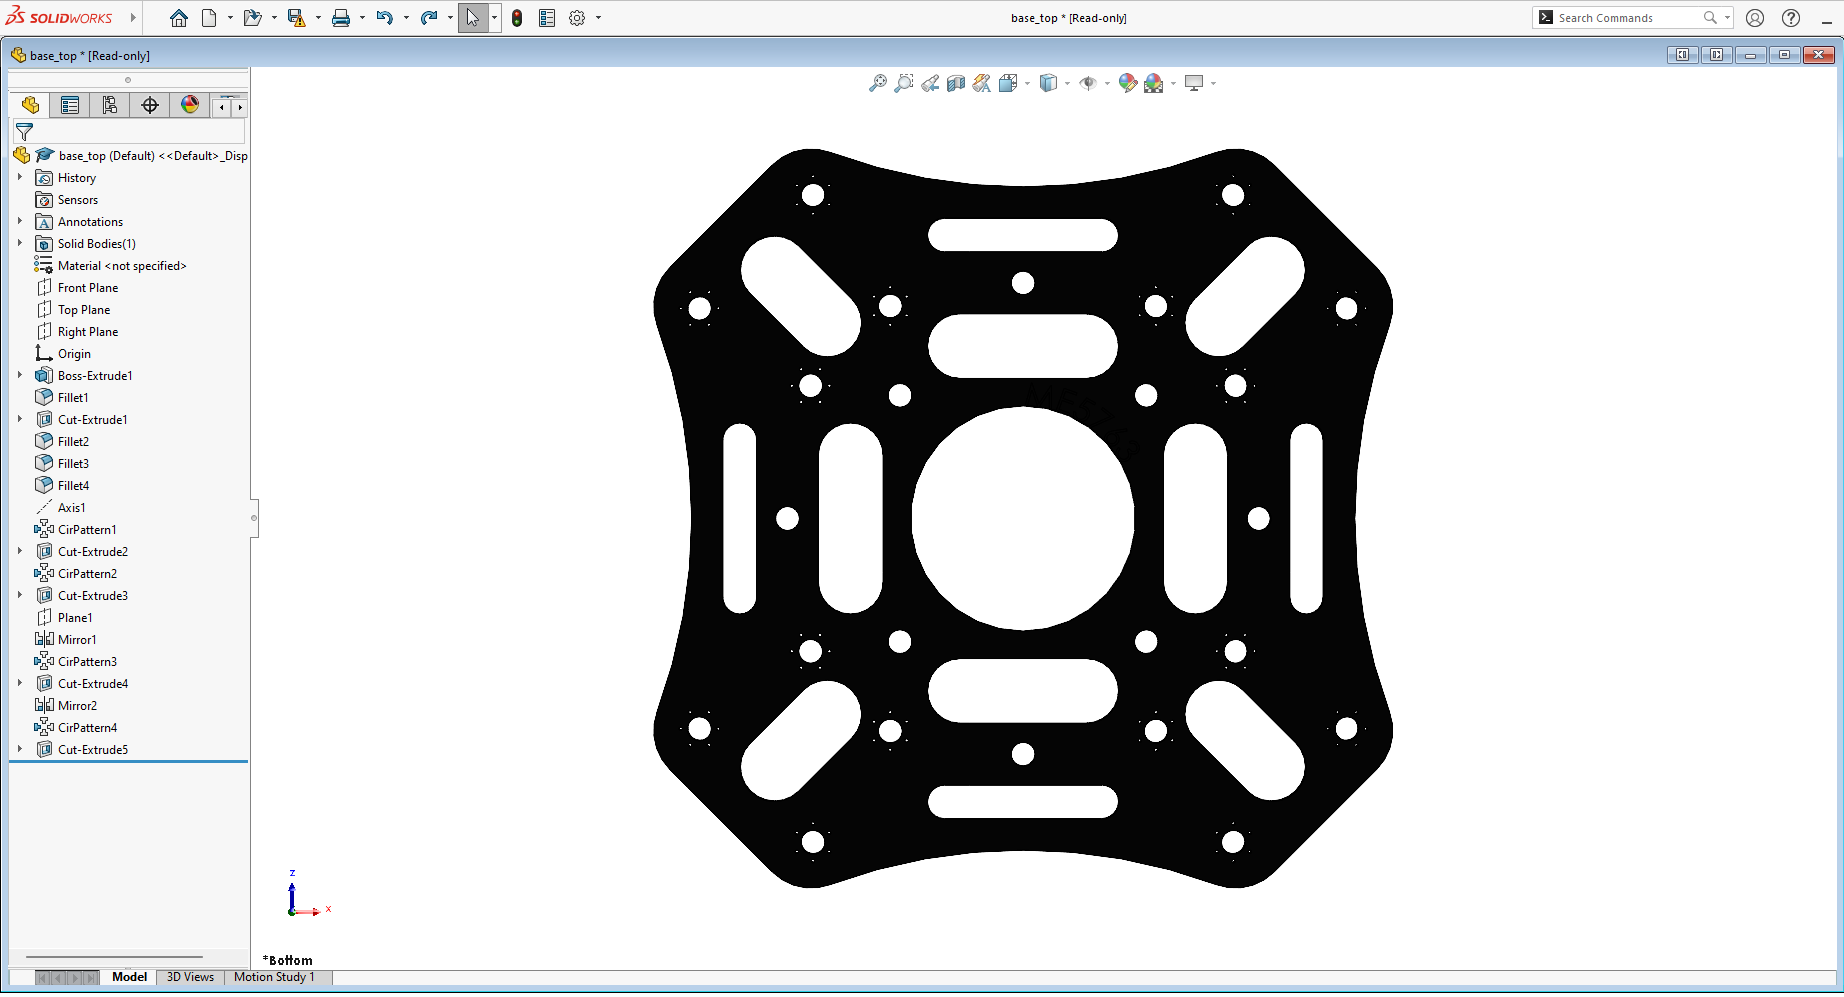 SOLIDWORKS
base_top * [Read-only]
Search Commands
base_top * [Read-only]
base_top (Default) <<Default>_Disp
History
Sensors
Annotations
Solid Bodies(1)
Material <not specified>
Front Plane
Top Plane
Right Plane
Origin
Boss-Extrude1
Fillet1
Cut-Extrude1
Fillet2
Fillet3
Fillet4
Axis1
CirPattern1
Cut-Extrude2
CirPattern2
Cut-Extrude3
Plane1
Mirror1
CirPattern3
Cut-Extrude4
Mirror2
CirPattern4
Cut-Extrude5
ME5763
z
x
*Bottom
Model 3D Views Motion Study 1